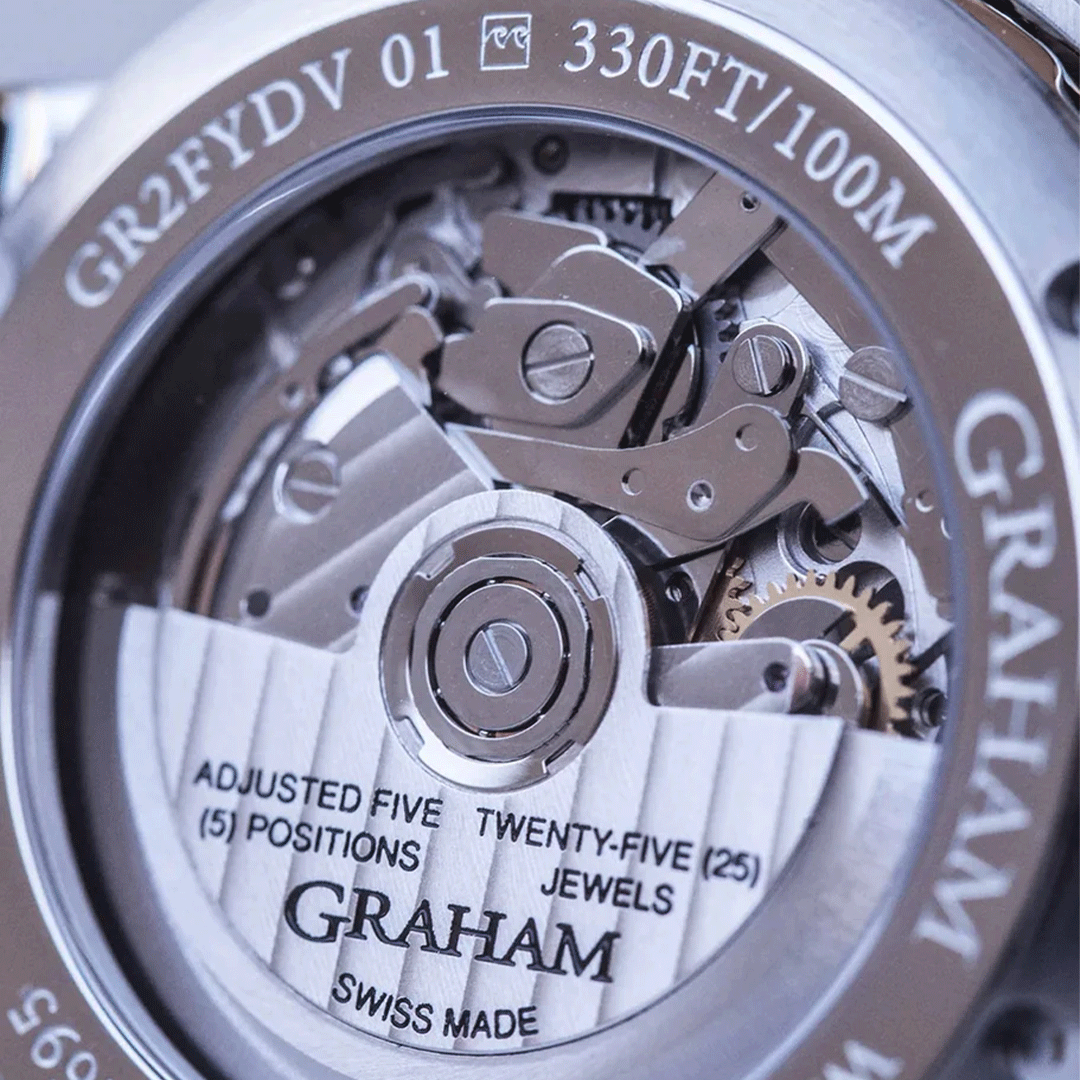 GR2FYDV 01 330FT/100M
GRAHAM
ADJUSTED FIVE
(5) POSITIONS
TWENTY-FIVE (25)
JEWELS
GRAHAM
SWISS MADE